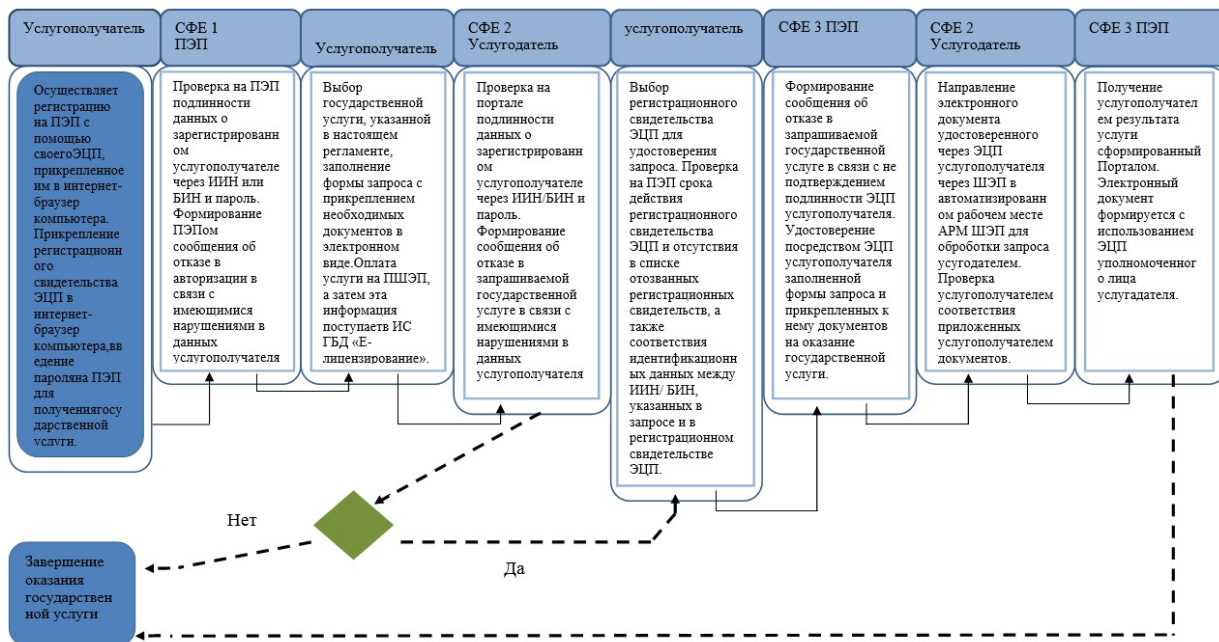 Услугополучатель
Осуществляет
регистрацию
на ПЭП с
помощью
своегоЭЦП,
прикрепленное
им в интернет-
браузер
компьютера.
Прикрепление
регистрационн
ого
свидетельства
ЭЦП в
интернет-
браузер
компьютера,вв
едение
пароляна ПЭП
для
получениягосу
дарственной
услуги.
СФЕ 1
ПЭП
Проверка на ПЭП
подлинности
данных о
зарегистрированн
ом
услугополучателе
через ИИН или
БИН и пароль.
Формирование
ПЭПом
сообщения об
отказе в
авторизации в
связи с
имеющимися
нарушениями в
данных
услугополучателя
Услугополучатель
Выбор
государственной
услуги, указанной
в настоящем
регламенте,
заполнение
формы запроса с
прикреплением
необходимых
документов в
электронном
виде.Оплата
услуги на ПШЭП,
а затем эта
информация
поступаетв ИС
ГБД «Е-
лицензирование».
СФЕ 2
Услугодатель
Проверка на
портале
подлинности
данных о
зарегистрированн
ом
услугополучателе
через ИИН/БИН и
пароль.
Формирование
сообщения об
отказе в
запрашиваемой
государственной
услуге в связи с
имеющимися
нарушениями в
данных
услугополучателя
услугополучатель
Выбор
регистрационного
свидетельства
ЭЦП для
удостоверения
запроса. Проверка
на ПЭП срока
действия
регистрационного
свидетельства
ЭЦП и отсутствия
в списке
отозванных
регистрационных
свидетельств, а
также
соответствия
идентификационн
ых данных между
ИИН/ БИН,
указанных в
запросе и в
регистрационном
свидетельстве
ЭЦП.
СФЕ 3 ПЭП
Формирование
сообщения об
отказе в
запрашиваемой
государственной
услуге в связи с не
подтверждением
подлинности ЭЦП
услугополучателя.
Удостоверение
посредством ЭЦП
услугополучателя
заполненной
формы запроса и
прикрепленных к
нему документов
на оказание
государственной
услуги.
СФЕ 2
Услугодатель
Направление
электронного
документа
удостоверенного
через ЭЦП
услугополучателя
через ШЭП в
автоматизирован
ном рабочем месте
АРМ ШЭП для
обработки запроса
усугодателем.
Проверка
услугополучателем
соответствия
приложенных
услугополучателем
документов.
СФЕ 3 ПЭП
Получение
услугополучател
ем результата
услуги
сформированный
Порталом.
Электронный
документ
формируется с
использованием
ЭЦП
уполномоченног
о лица
услугадателя.
Нет
Да
Завершение
оказания
государствен
ной услуги